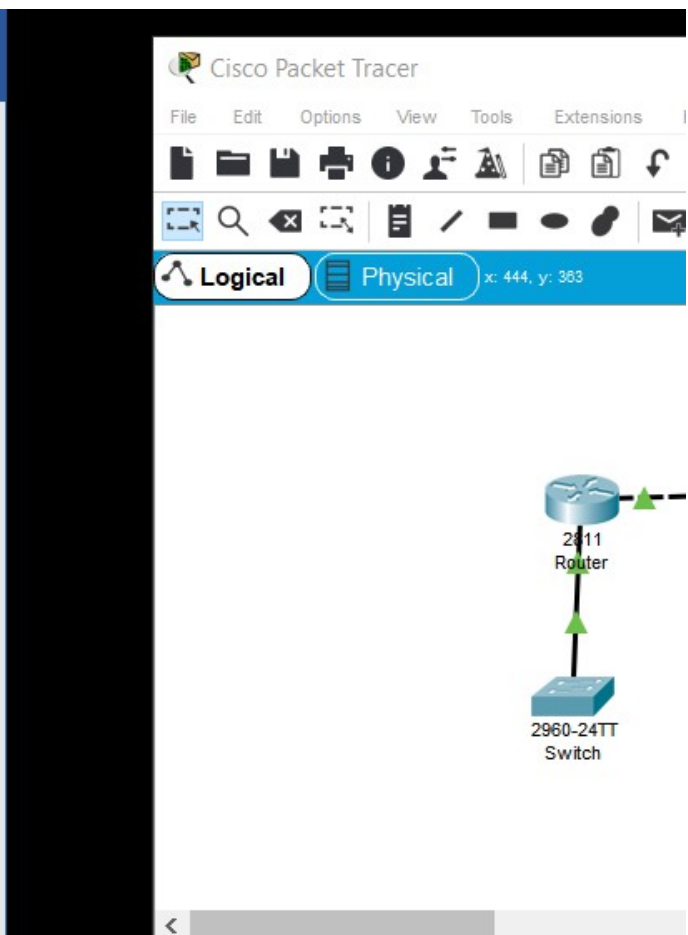 Cisco Packet Tracer
File Edit Options View Tools Extensions
Logical Physical x: 444, y: 363
2811
Router
2960-24TT
Switch